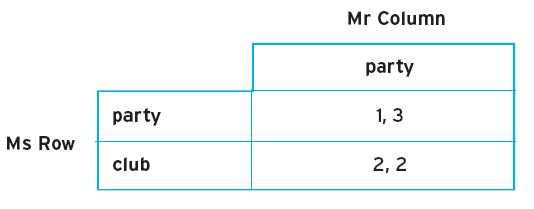 Mr Column
party
party 1, 3
Ms Row
club 2, 2